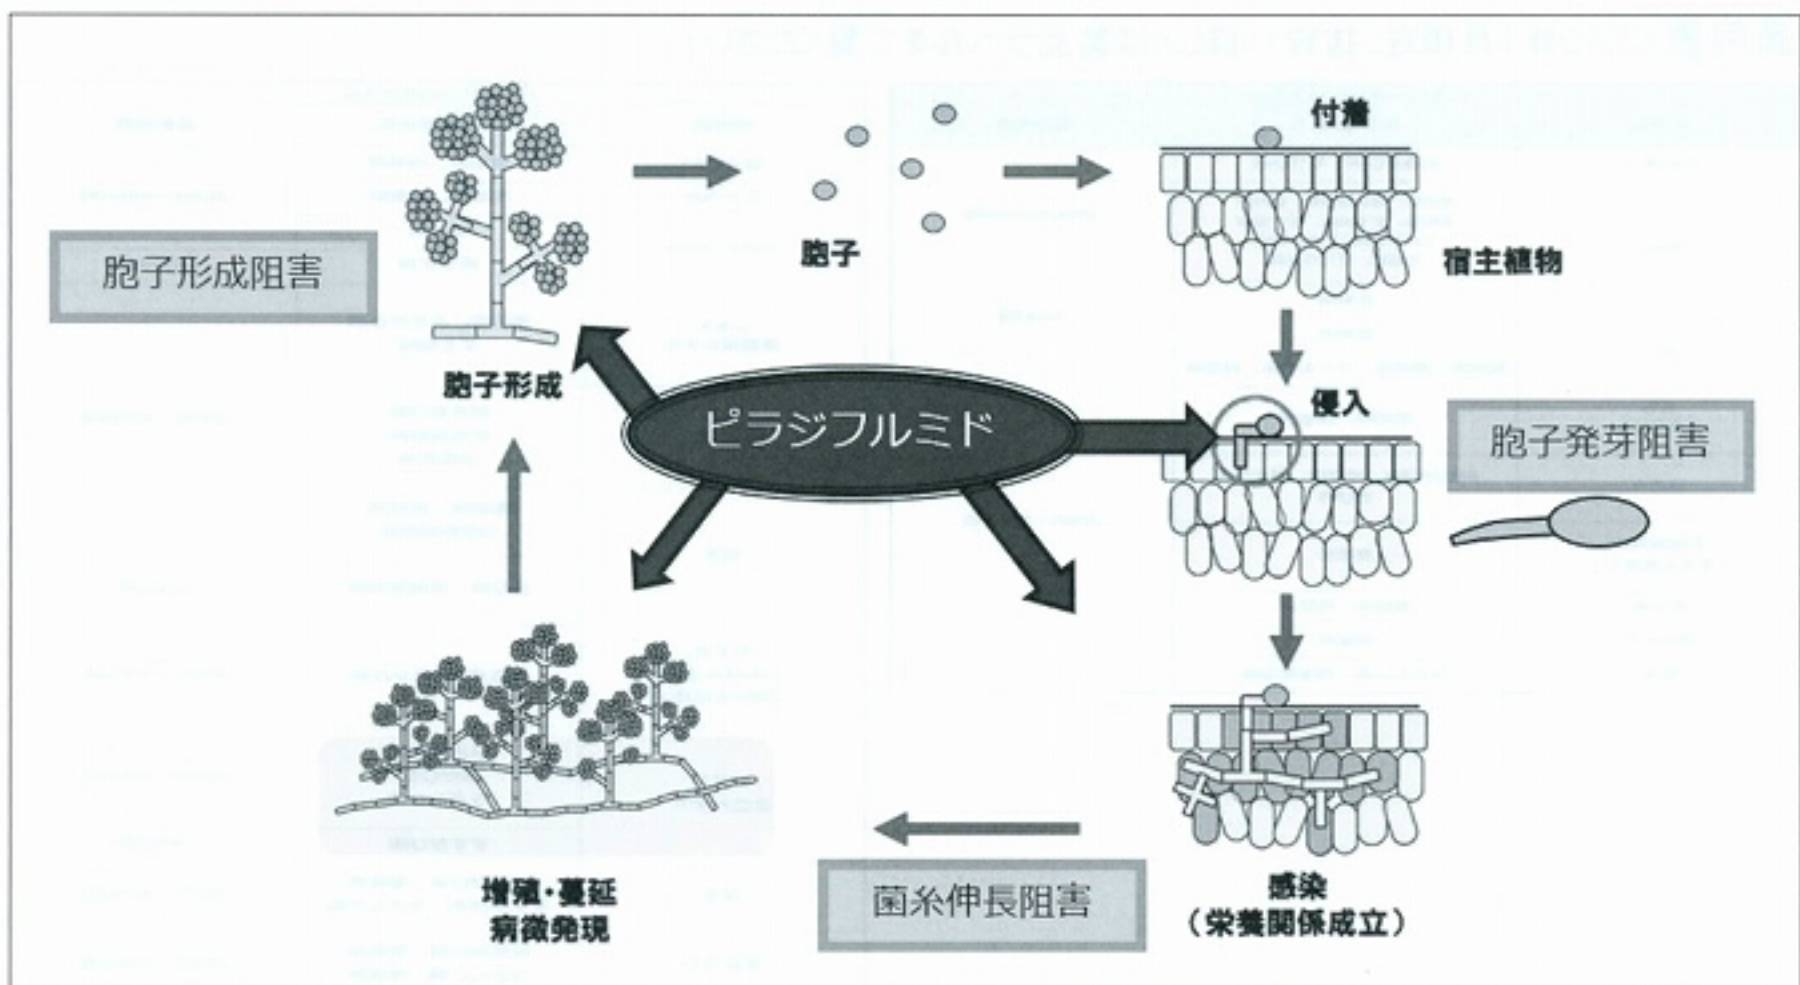 付着
胞子
宿主植物
胞子形成阻害
胞子形成
侵入
ピラジフルミド
胞子発芽阻害
増殖・蔓延
病徴発現
菌糸伸長阻害
感染
（栄養関係成立）